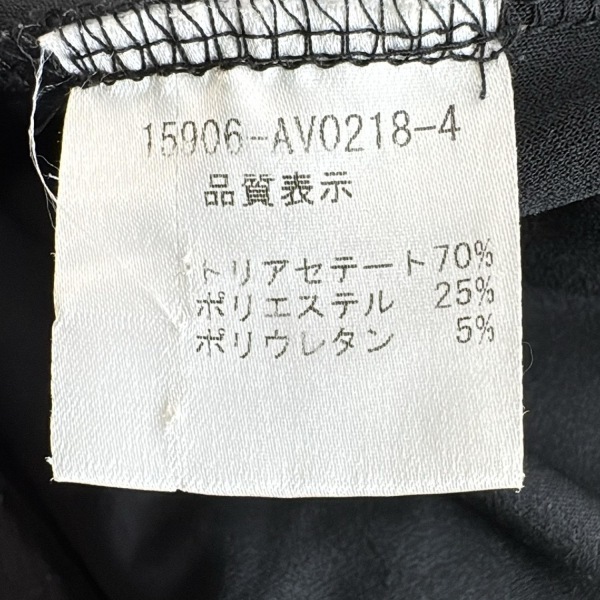 15906-AV0218-4
品質表示
トリアセテート70%
ポリエステル 25%
ポリウレタン 5%